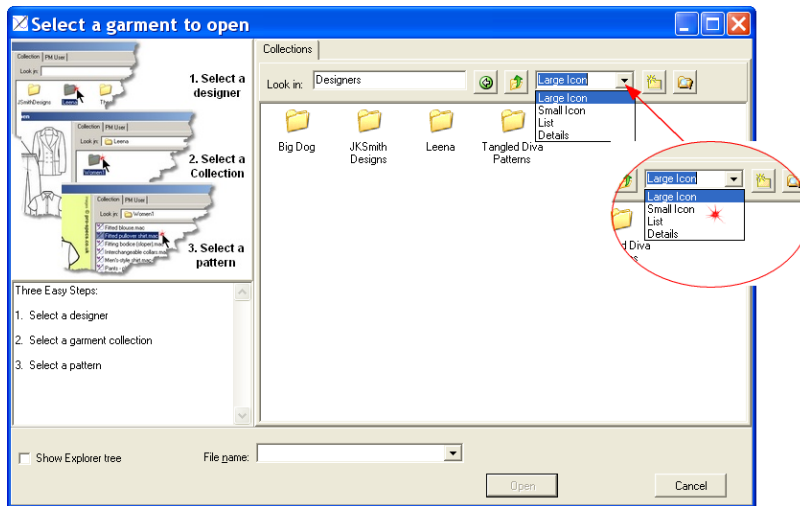 Select a garment to open
Collection PM User
Look in:
JSmithDesigns Leena
1. Select a
designer
Collection PM User
Look in: Leena
Women1
2. Select a
Collection
Collection PM User
Look in: Women1
Fitted blouse.mac
Fitted pullover shirt.mac
Fitting bodice (sloper).mac
Interchangeable collars.mac
Men's-style shirt.mac
Pants -
3. Select a
pattern
Three Easy Steps:
1. Select a designer
2. Select a garment collection
3. Select a pattern
Collections
Look in: Designers
Large Icon
Large Icon
Small Icon
List
Details
Big Dog
JKSmith
Designs
Leena
Tangled Diva
Patterns
Large Icon
Large Icon
Small Icon
List
Details
d Diva
Show Explorer tree
File name:
Open
Cancel